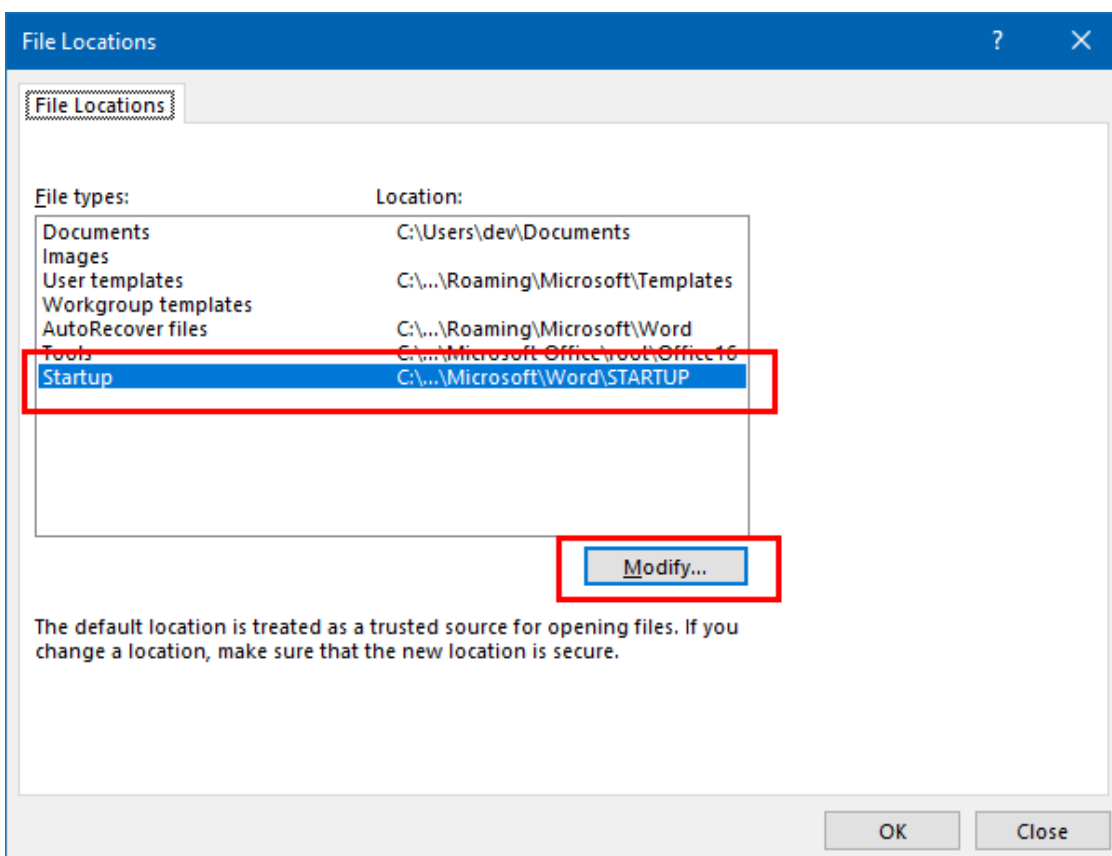 File Locations
? ×
File Locations
File types: Location:
Documents C:\Users\dev\Documents
Images
User templates C:\...\Roaming\Microsoft\Templates
Workgroup templates
AutoRecover files C:\...\Roaming\Microsoft\Word
Tools C:\...\Microsoft Office\root\Office16
Startup C:\...\Microsoft\Word\STARTUP
Modify...
The default location is treated as a trusted source for opening files. If you
change a location, make sure that the new location is secure.
OK Close